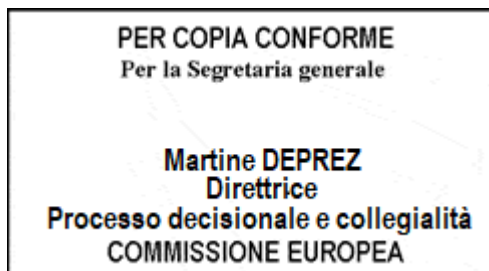 PER COPIA CONFORME
Per la Segretaria generale
Martine DEPREZ
Direttrice
Processo decisionale e collegialità
COMMISSIONE EUROPEA